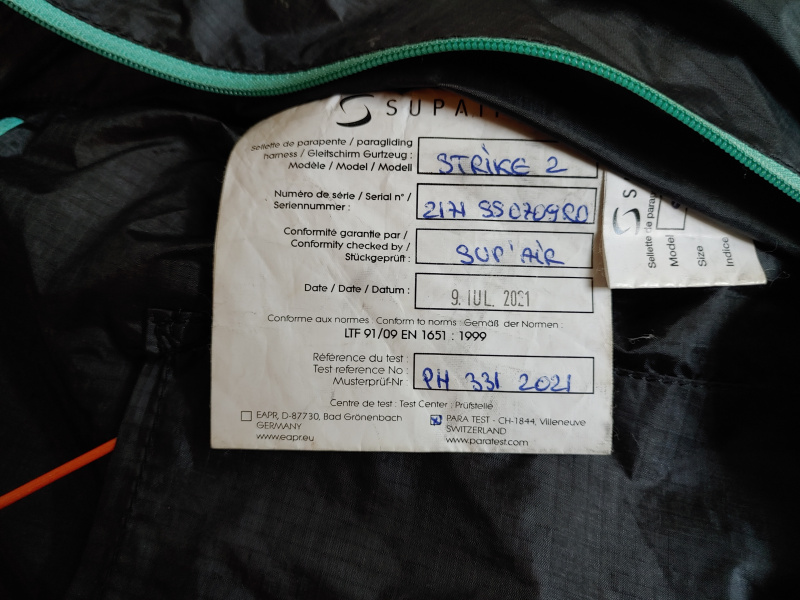 SUPAI
Sellette de parapente / paragliding
harness / Gleitschirm Gurtzeug :
Modèle / Model / Modell
STRIKE 2
Numéro de série / Serial n° /
Seriennummer :
Conformité garantie par /
Conformity checked by /
Stückgeprüft :
SUP'AIR
Date / Date / Datum :
9. IUL. 2021
Conforme aux normes Conform to norms Gemäß der Normen :
LTF 91/09 EN 1651 : 1999
Référence du test :
Test reference No :
Musterprüf-Nr
PH 331 2021
Centre de test : Test Center : Prüfstelle
EAPR, D-87730, Bad Grönenbach
GERMANY
www.eapr.eu
PARA TEST - CH-1844, Villeneuve
SWITZERLAND
www.paratest.com
S
Sellette de parap
Model
Size
Indice